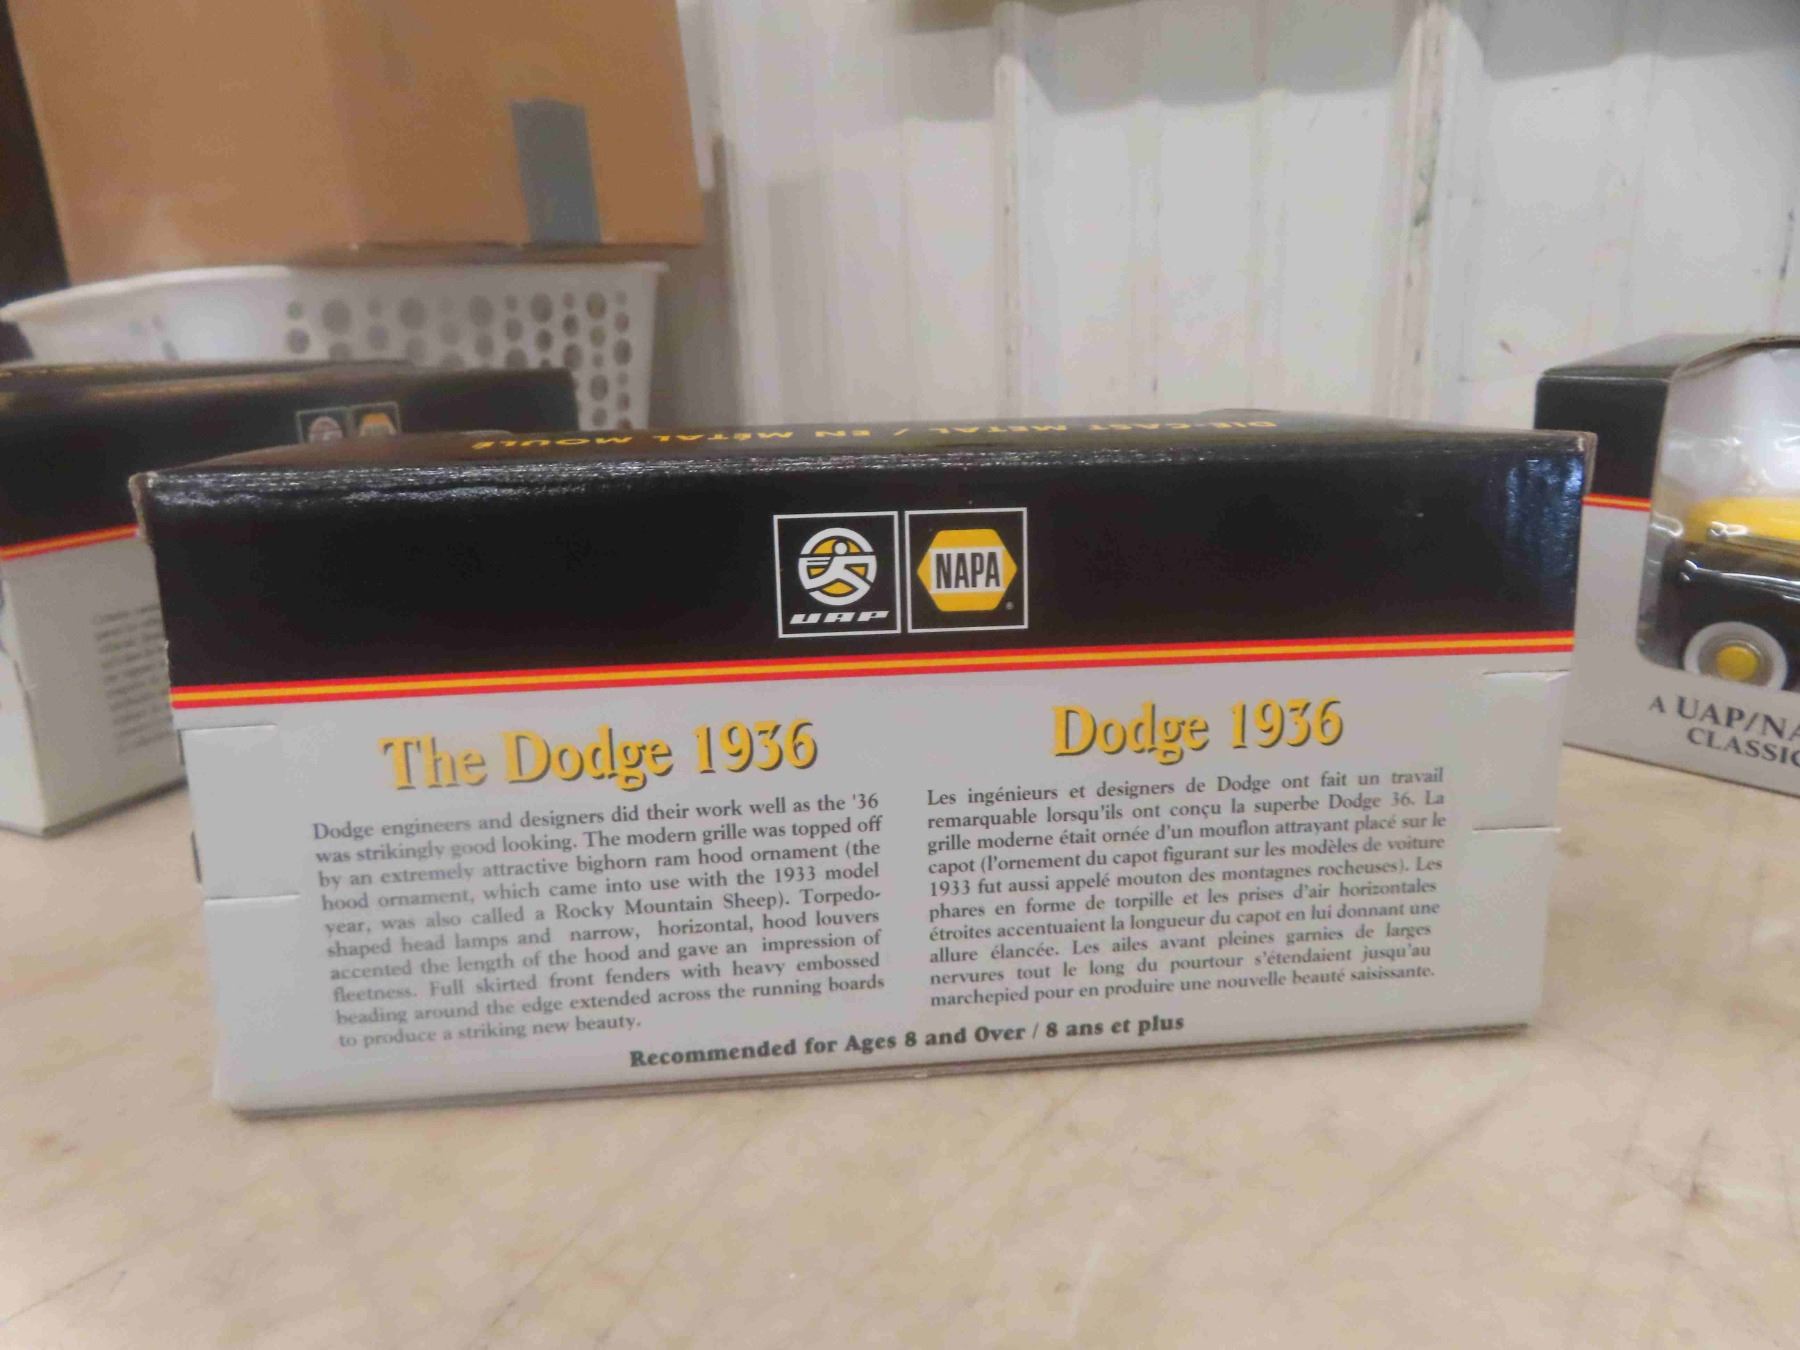 DIE-CAST METAL / EN MÉTAL MOULÉ
UAP
NAPA
The Dodge 1936
Dodge engineers and designers did their work well as the '36
was strikingly good looking. The modern grille was topped off
by an extremely attractive bighorn ram hood ornament (the
hood ornament, which came into use with the 1933 model
year, was also called a Rocky Mountain Sheep). Torpedo-
shaped head lamps and narrow, horizontal, hood louvers
accented the length of the hood and gave an impression of
fleetness. Full skirted front fenders with heavy embossed
beading around the edge extended across the running boards
to produce a striking new beauty.
Dodge 1936
Les ingénieurs et designers de Dodge ont fait un travail
remarquable lorsqu'ils ont conçu la superbe Dodge 36. La
grille moderne était ornée d'un mouflon attrayant placé sur le
capot (l'ornement du capot figurant sur les modèles de voiture
1933 fut aussi appelé mouton des montagnes rocheuses). Les
phares en forme de torpille et les prises d'air horizontales
étroites accentuaient la longueur du capot en lui donnant une
allure élancée. Les ailes avant pleines garnies de larges
nervures tout le long du pourtour s'étendaient jusqu'au
marchepied pour en produire une nouvelle beauté saisissante.
Recommended for Ages 8 and Over / 8 ans et plus
A UAP/NA
CLASSIC